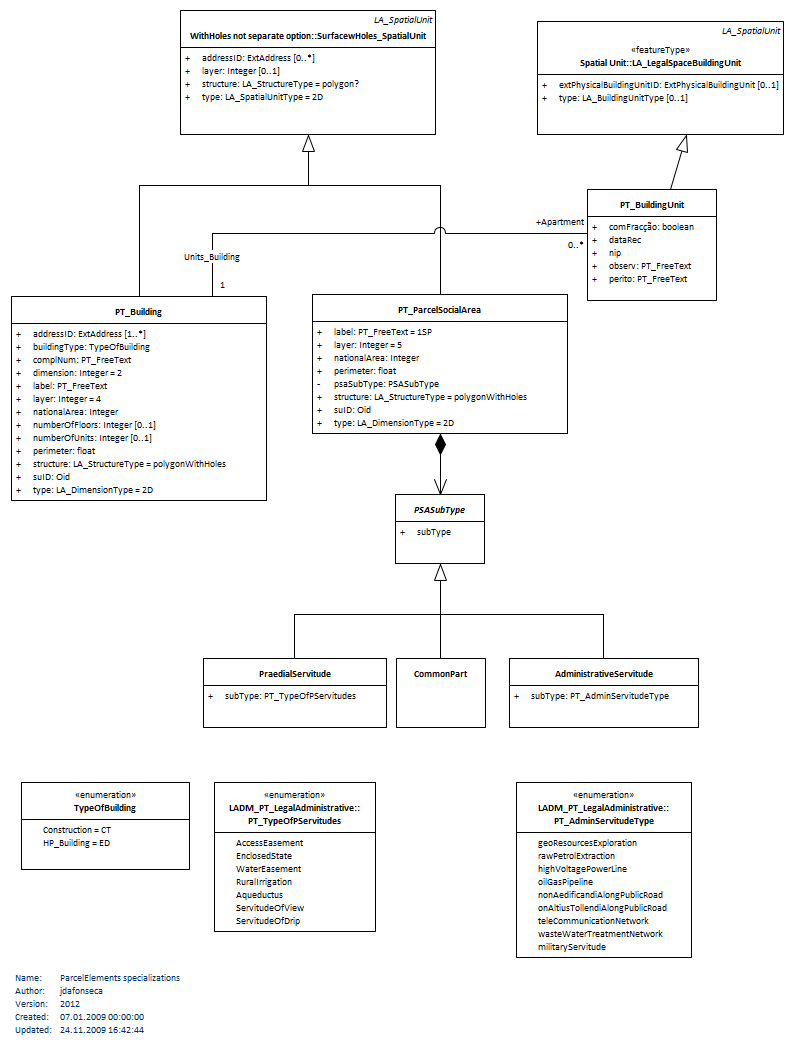 LA_SpatialUnit
WithHoles not separate option::SurfacewHoles_SpatialUnit
+ addressID: ExtAddress [0..*]
+ layer: Integer [0..1]
+ structure: LA_StructureType = polygon?
+ type: LA_SpatialUnitType = 2D
LA_SpatialUnit
«featureType»
Spatial Unit::LA_LegalSpaceBuildingUnit
+ extPhysicalBuildingUnitID: ExtPhysicalBuildingUnit [0..1]
+ type: LA_BuildingUnitType [0..1]
PT_BuildingUnit
+ comFracção: boolean
+ dataRec
+ nip
+ observ: PT_FreeText
+ perito: PT_FreeText
+Apartment
0..*
Units_Building
1
PT_Building
+ addressID: ExtAddress [1..*]
+ buildingType: TypeOfBuilding
+ complNum: PT_FreeText
+ dimension: Integer = 2
+ label: PT_FreeText
+ layer: Integer = 4
+ nationalArea: Integer
+ numberOfFloors: Integer [0..1]
+ numberOfUnits: Integer [0..1]
+ perimeter: float
+ structure: LA_StructureType = polygonWithHoles
+ suID: Oid
+ type: LA_DimensionType = 2D
PT_ParcelSocialArea
+ label: PT_FreeText = 1SP
+ layer: Integer = 5
+ nationalArea: Integer
+ perimeter: float
- psaSubType: PSASubType
+ structure: LA_StructureType = polygonWithHoles
+ suID: Oid
+ type: LA_DimensionType = 2D
PSASubType
+ subType
PraedialServitude
+ subType: PT_TypeOfPServitudes
CommonPart
AdministrativeServitude
+ subType: PT_AdminServitudeType
«enumeration»
TypeOfBuilding
Construction = CT
HP_Building = ED
«enumeration»
LADM_PT_LegalAdministrative::
PT_TypeOfPServitudes
AccessEasement
EnclosedState
WaterEasement
RuralIrrigation
Aqueductus
ServitudeOfView
ServitudeOfDrip
«enumeration»
LADM_PT_LegalAdministrative::
PT_AdminServitudeType
geoResourcesExploration
rawPetrolExtraction
highVoltagePowerLine
oilGasPipeline
nonAedificandiAlongPublicRoad
onAltiusTollendiAlongPublicRoad
teleCommunicationNetwork
wasteWaterTreatmentNetwork
militaryServitude
Name: ParcelElements specializations
Author: jdafonseca
Version: 2012
Created: 07.01.2009 00:00:00
Updated: 24.11.2009 16:42:44